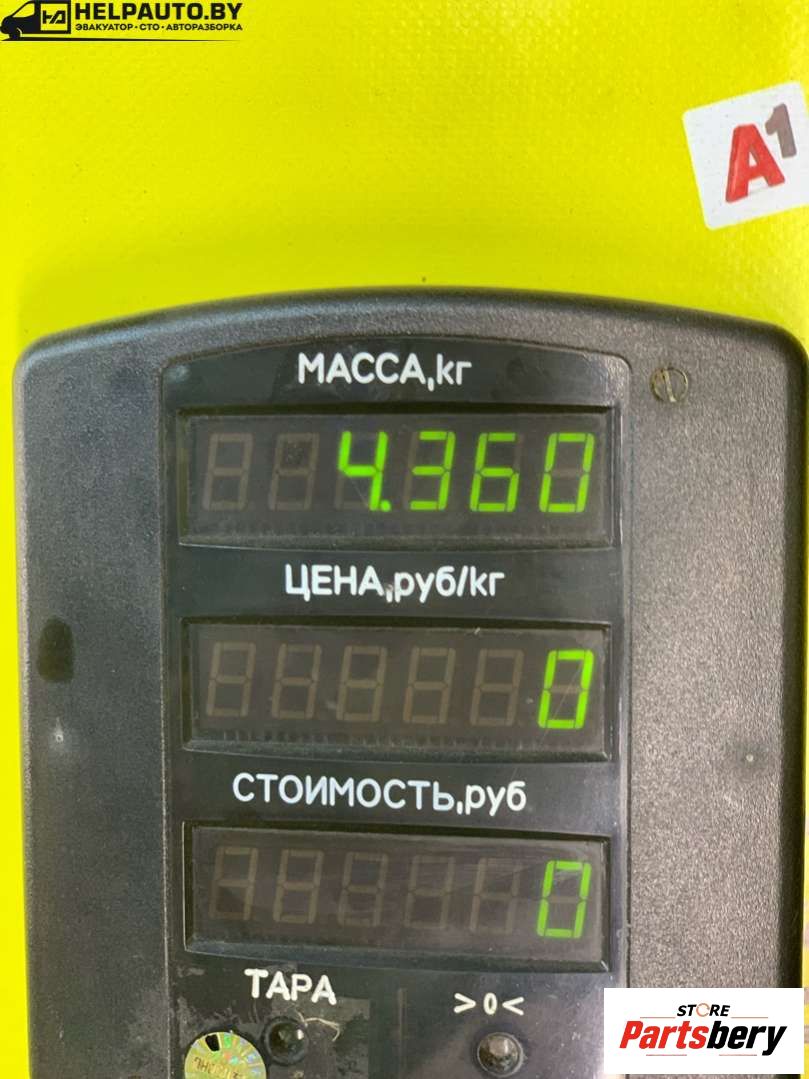 HELPAUTO.BY
ЭВАКУАТОР • СТО • АВТОРАЗБОРКА
A1
МАССА,кг
4.360
ЦЕНА,руб/кг
0
СТОИМОСТЬ,руб
0
ТАРА
>0<
STORE
Partsbery